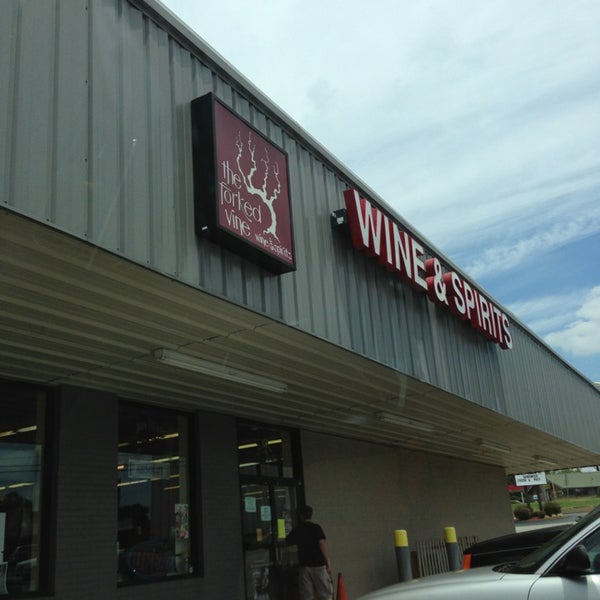 the
forked
vine
wine & spirits
WINE & SPIRITS